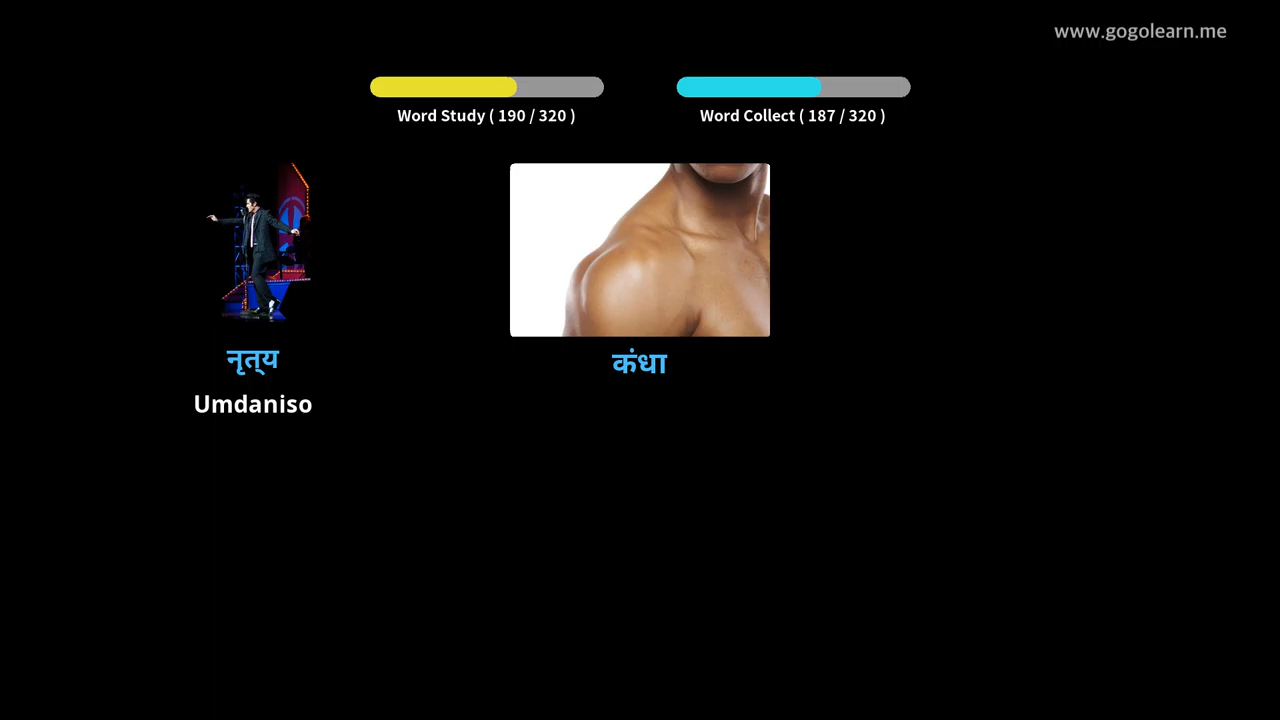 www.gogolearn.me
Word Study ( 190 / 320 )
Word Collect ( 187 / 320 )
नृत्य
कंधा
Umdaniso